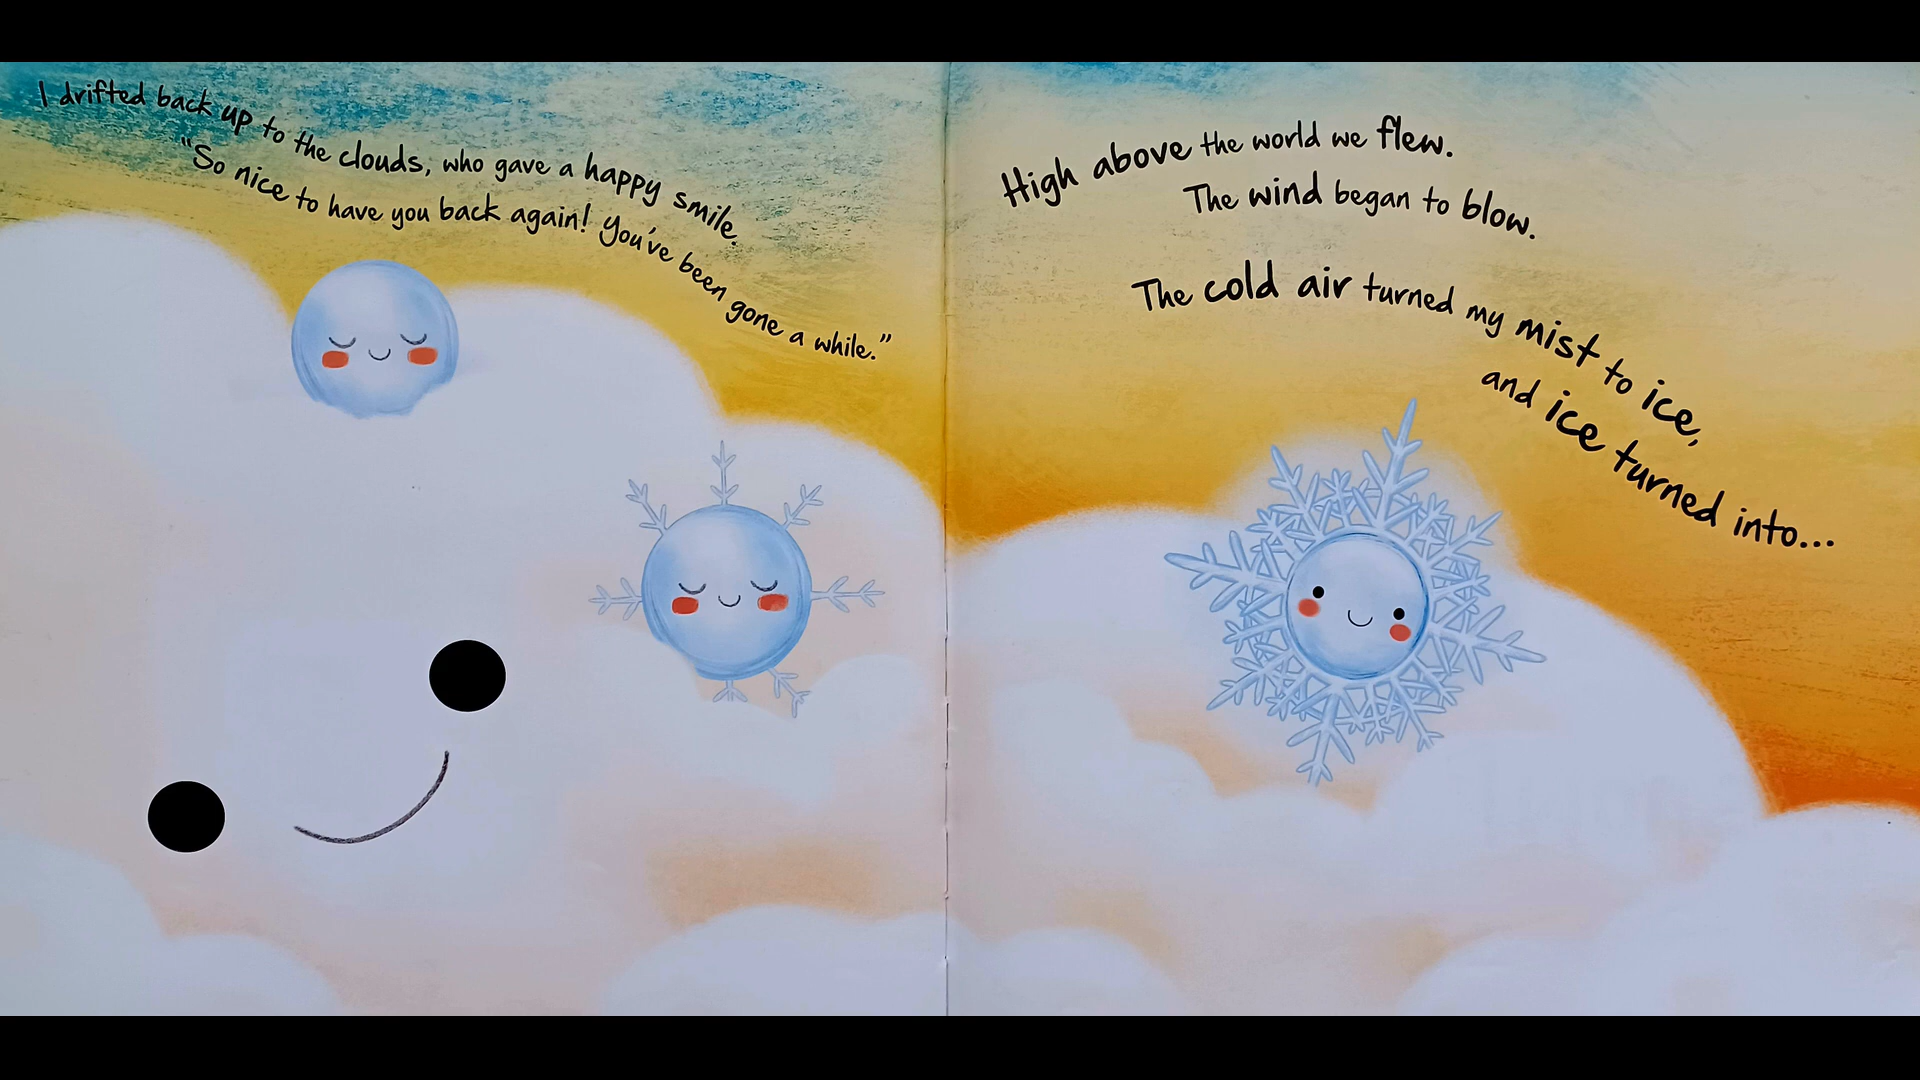 I drifted back up to the clouds, who gave a happy smile.
"So nice to have you back again! You've been gone a while."
High above the world we flew.
The wind began to blow.
The cold air turned my mist to ice,
and ice turned into...